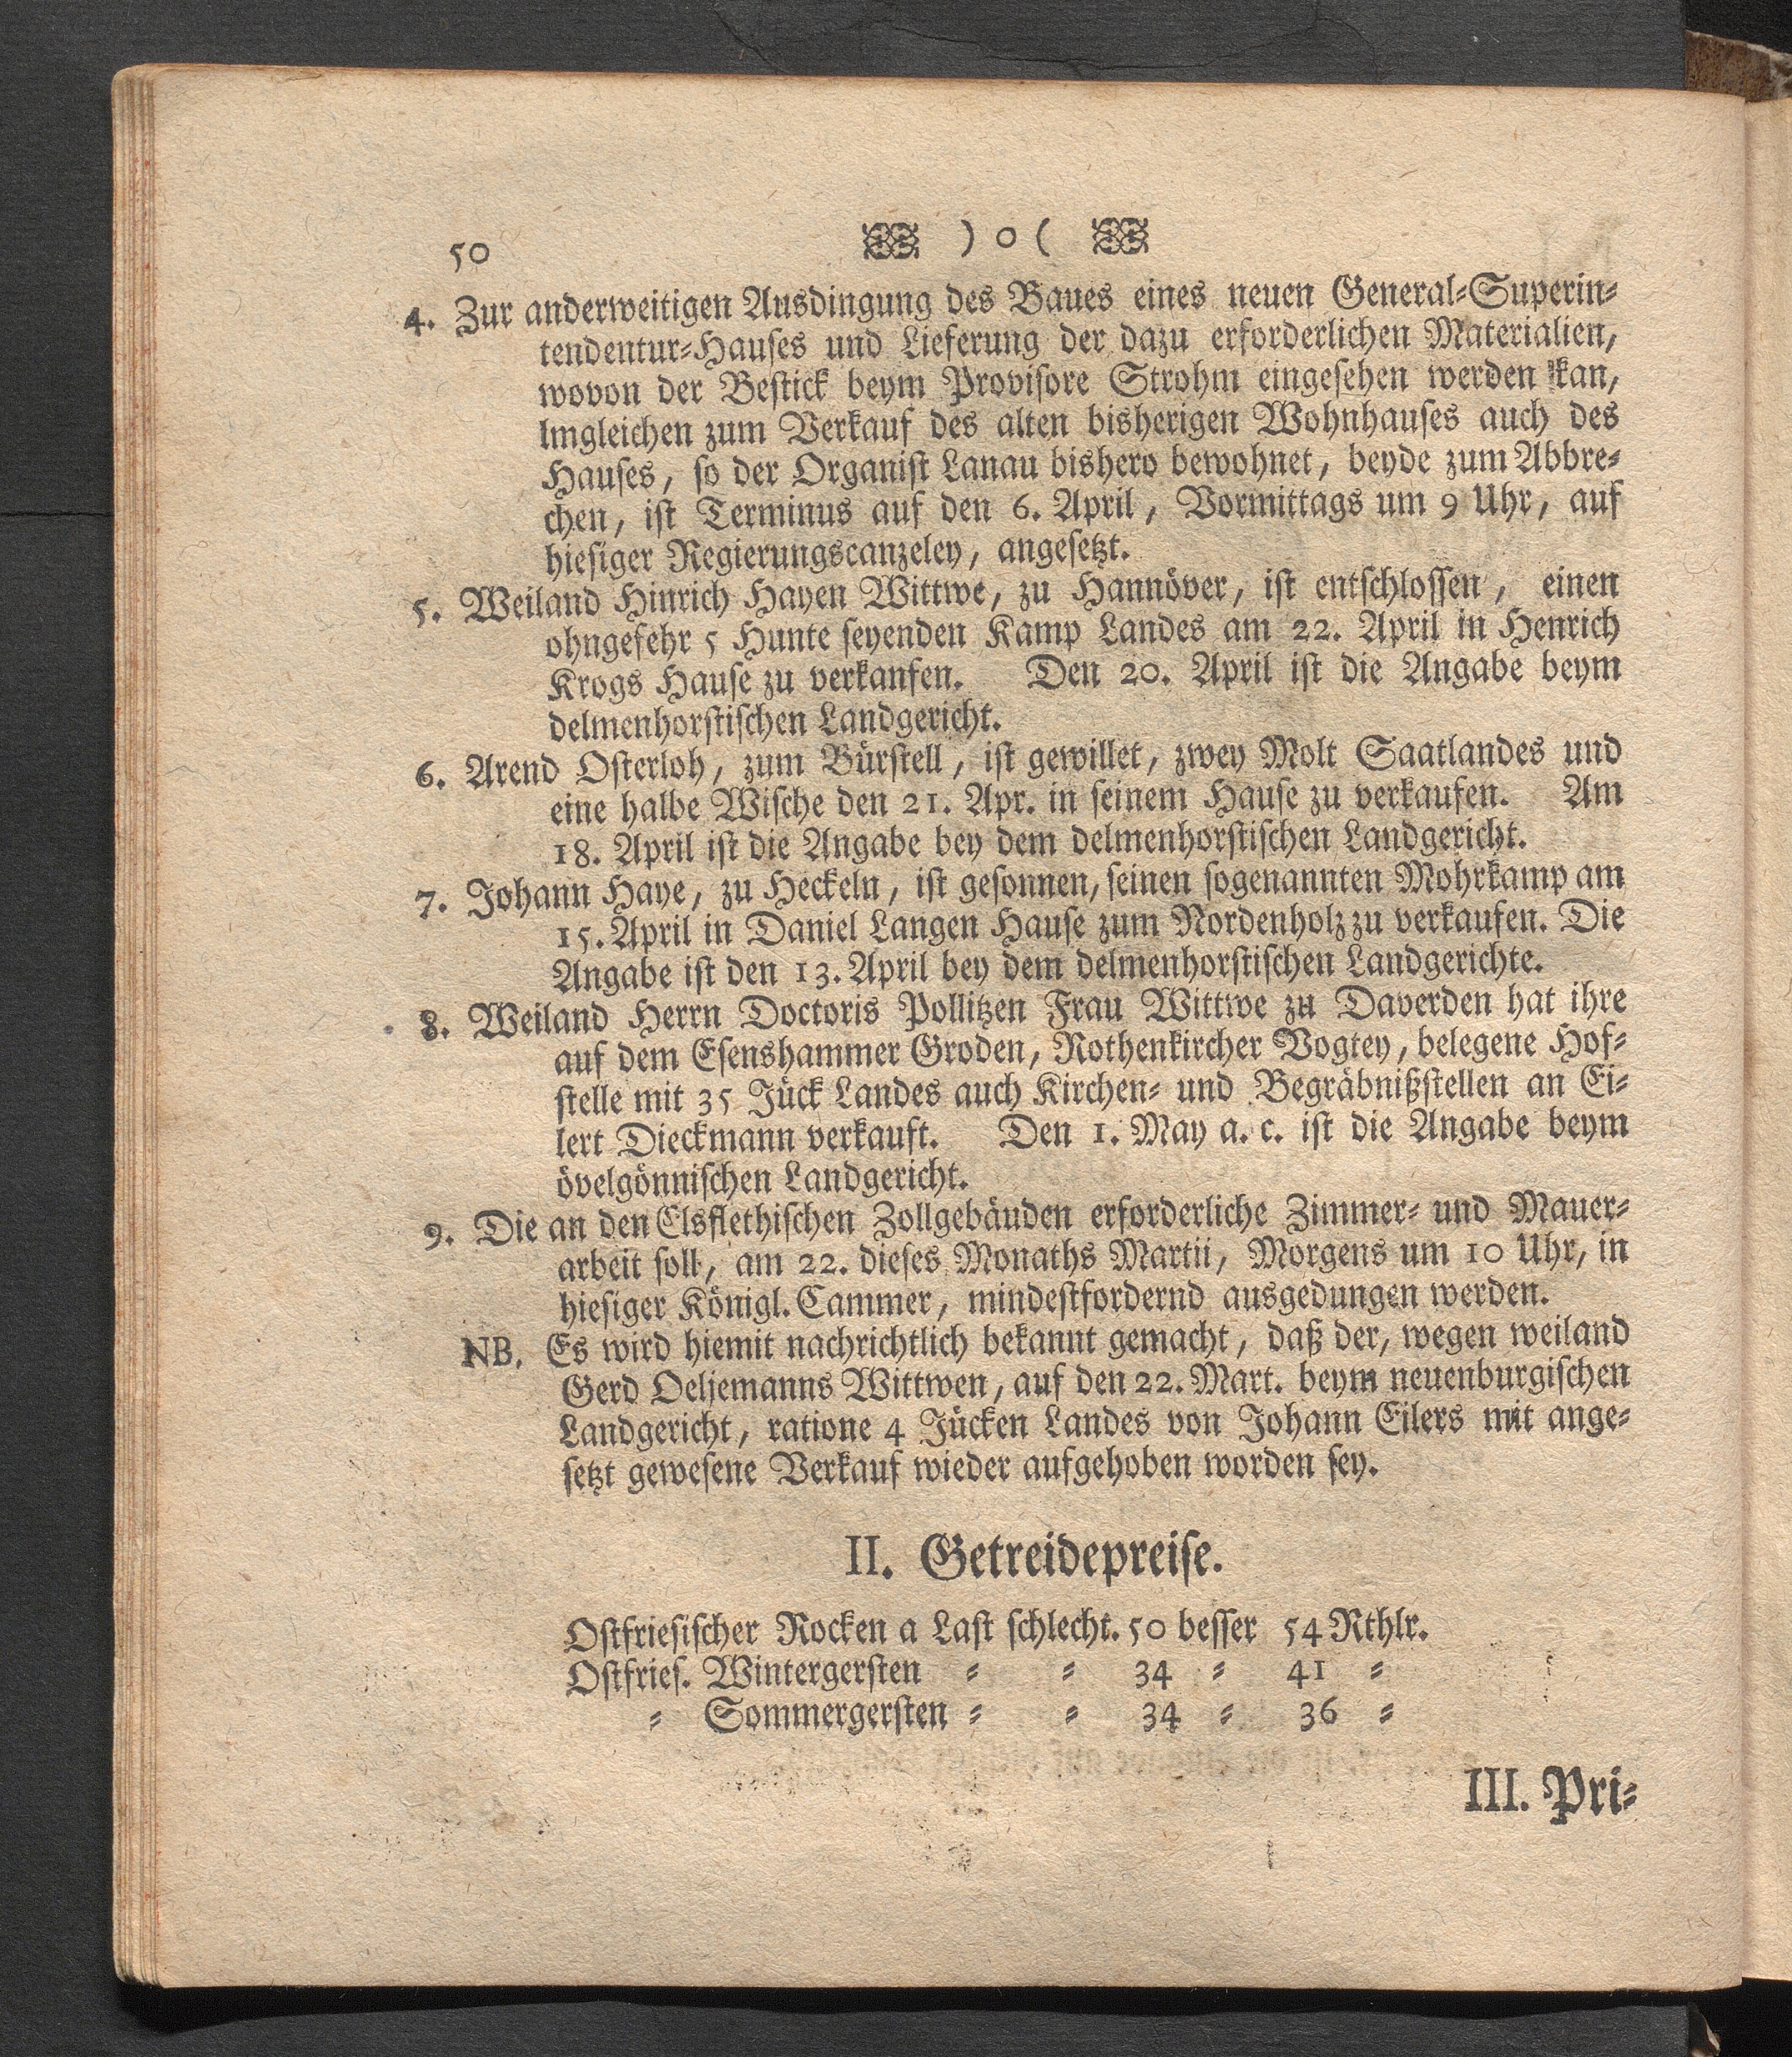 50 ) o (
4. Zur anderweitigen Ausdingung des Baues eines neuen General-Superin-
tendentur-Hauses und Lieferung der dazu erforderlichen Materialien,
wovon der Bestick beym Provisore Strohm eingesehen werden kan,
Imgleichen zum Verkauf des alten bisherigen Wohnhauses auch des
Hauses, so der Organist Lanau bishero bewohnet, beyde zum Abbre-
chen, ist Terminus auf den 6. April, Vormittags um 9 Uhr, auf
hiesiger Regierungscanzeley, angesetzt.
5. Weiland Hinrich Hayen Wittwe, zu Hannöver, ist entschlossen, einen
ohngefehr 5 Hunte seyenden Kamp Landes am 22. April in Henrich
Krogs Hause zu verkanfen. Den 20. April ist die Angabe beym
delmenhorstischen Landgericht.
6. Arend Osterloh, zum Bürstell, ist gewillet, zwey Molt Saatlandes und
eine halbe Wische den 21. Apr. in seinem Hause zu verkaufen. Am
18. April ist die Angabe bey dem delmenhorstischen Landgericht.
7. Johann Haye, zu Heckeln, ist gesonnen, seinen sogenannten Mohrkamp am
15. April in Daniel Langen Hause zum Nordenholz zu verkaufen. Die
Angabe ist den 13. April bey dem delmenhorstischen Landgerichte.
8. Weiland Herrn Doctoris Pollitzen Frau Wittwe zu Daverden hat ihre
auf dem Esenshammer Groden, Rothenkircher Vogtey, belegene Hof-
stelle mit 35 Jück Landes auch Kirchen- und Begräbnißstellen an Ei-
lert Dieckmann verkauft. Den 1. May a. c. ist die Angabe beym
övelgönnischen Landgericht.
9. Die an den Elsflethischen Zollgebäuden erforderliche Zimmer- und Mauer-
arbeit soll, am 22. dieses Monaths Martii, Morgens um 10 Uhr, in
hiesiger Königl. Cammer, mindestfordernd ausgedungen werden.
NB. Es wird hiemit nachrichtlich bekannt gemacht, daß der, wegen weiland
Gerd Oeljemanns Wittwen, auf den 22. Mart. beym neuenburgischen
Landgericht, ratione 4 Jücken Landes von Johann Eilers mit ange-
setzt gewesene Verkauf wieder aufgehoben worden sey.
II. Getreidepreise.
Ostfriesischer Rocken a Last schlecht. 50 besser 54 Rthlr.
Ostfries. Wintergersten = = 34 = 41 =
= Sommergersten = = 34 = 36 =
III. Pri-